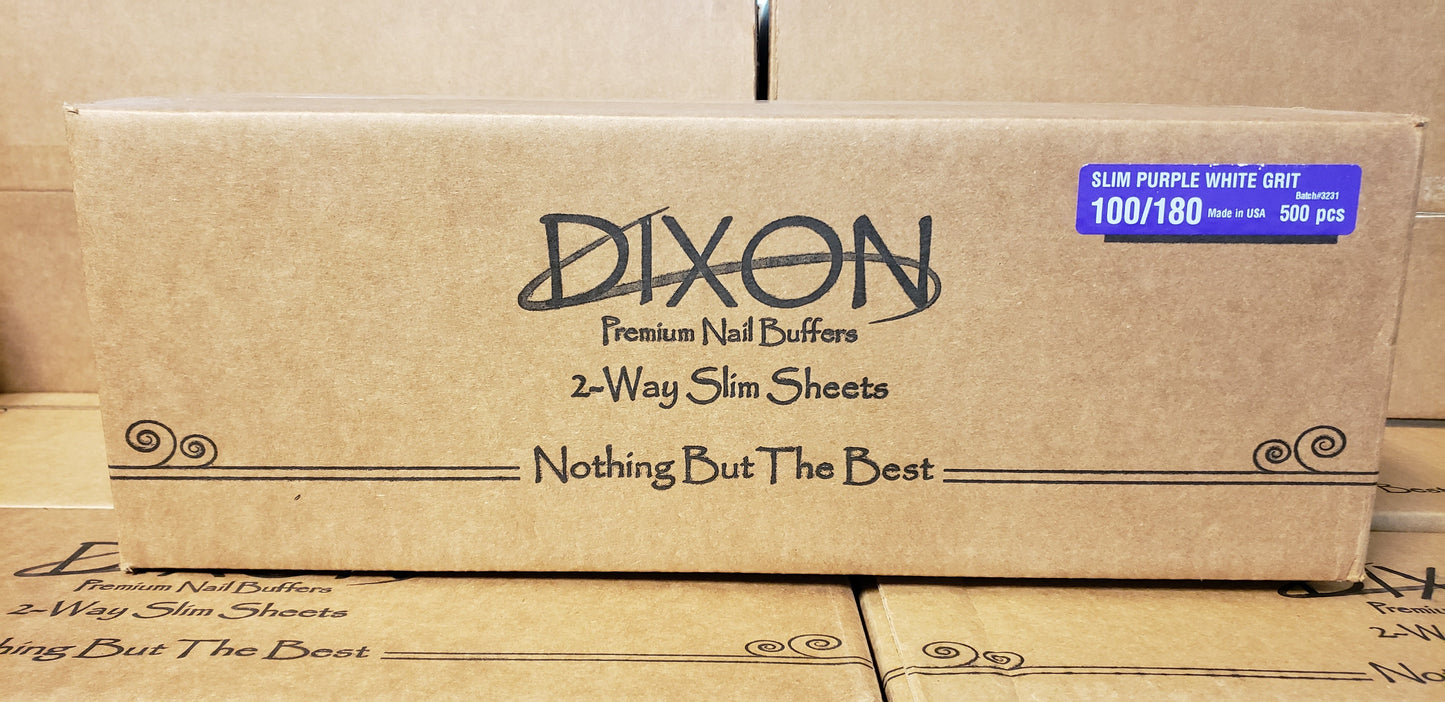 SLIM PURPLE WHITE GRIT
Batch#3231
100/180 Made in USA 500 pcs
DIXON
Premium Nail Buffers
2-Way Slim Sheets
Nothing But The Best
Best
Premium Nail Buffers
2-Way Slim Sheets
But The Best